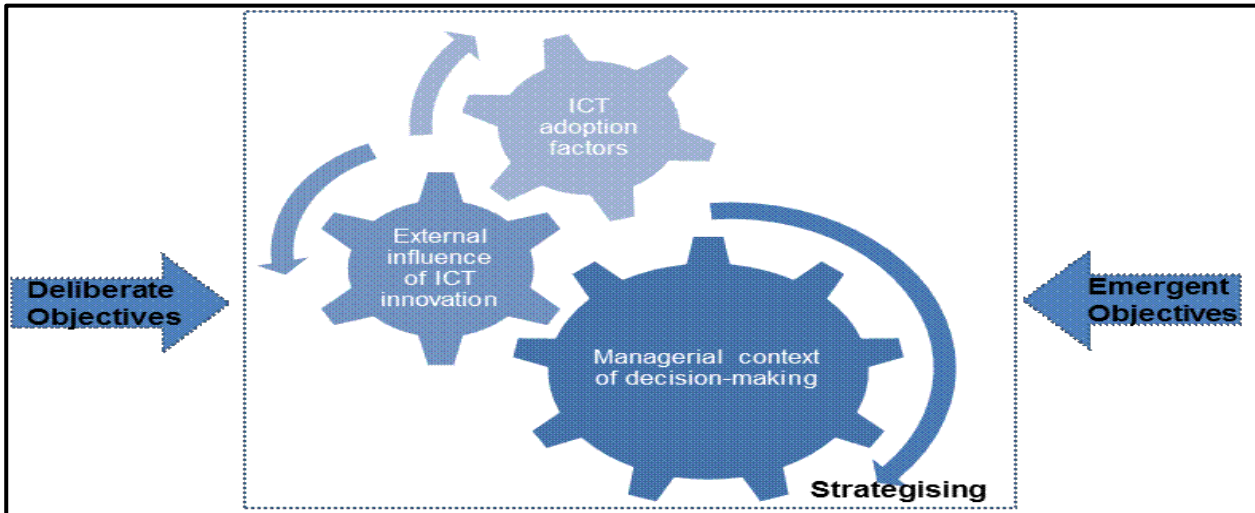 ICT
adoption
factors
External
influence
of ICT
innovation
Deliberate
Objectives
Emergent
Objectives
Managerial context
of decision-making
Strategising